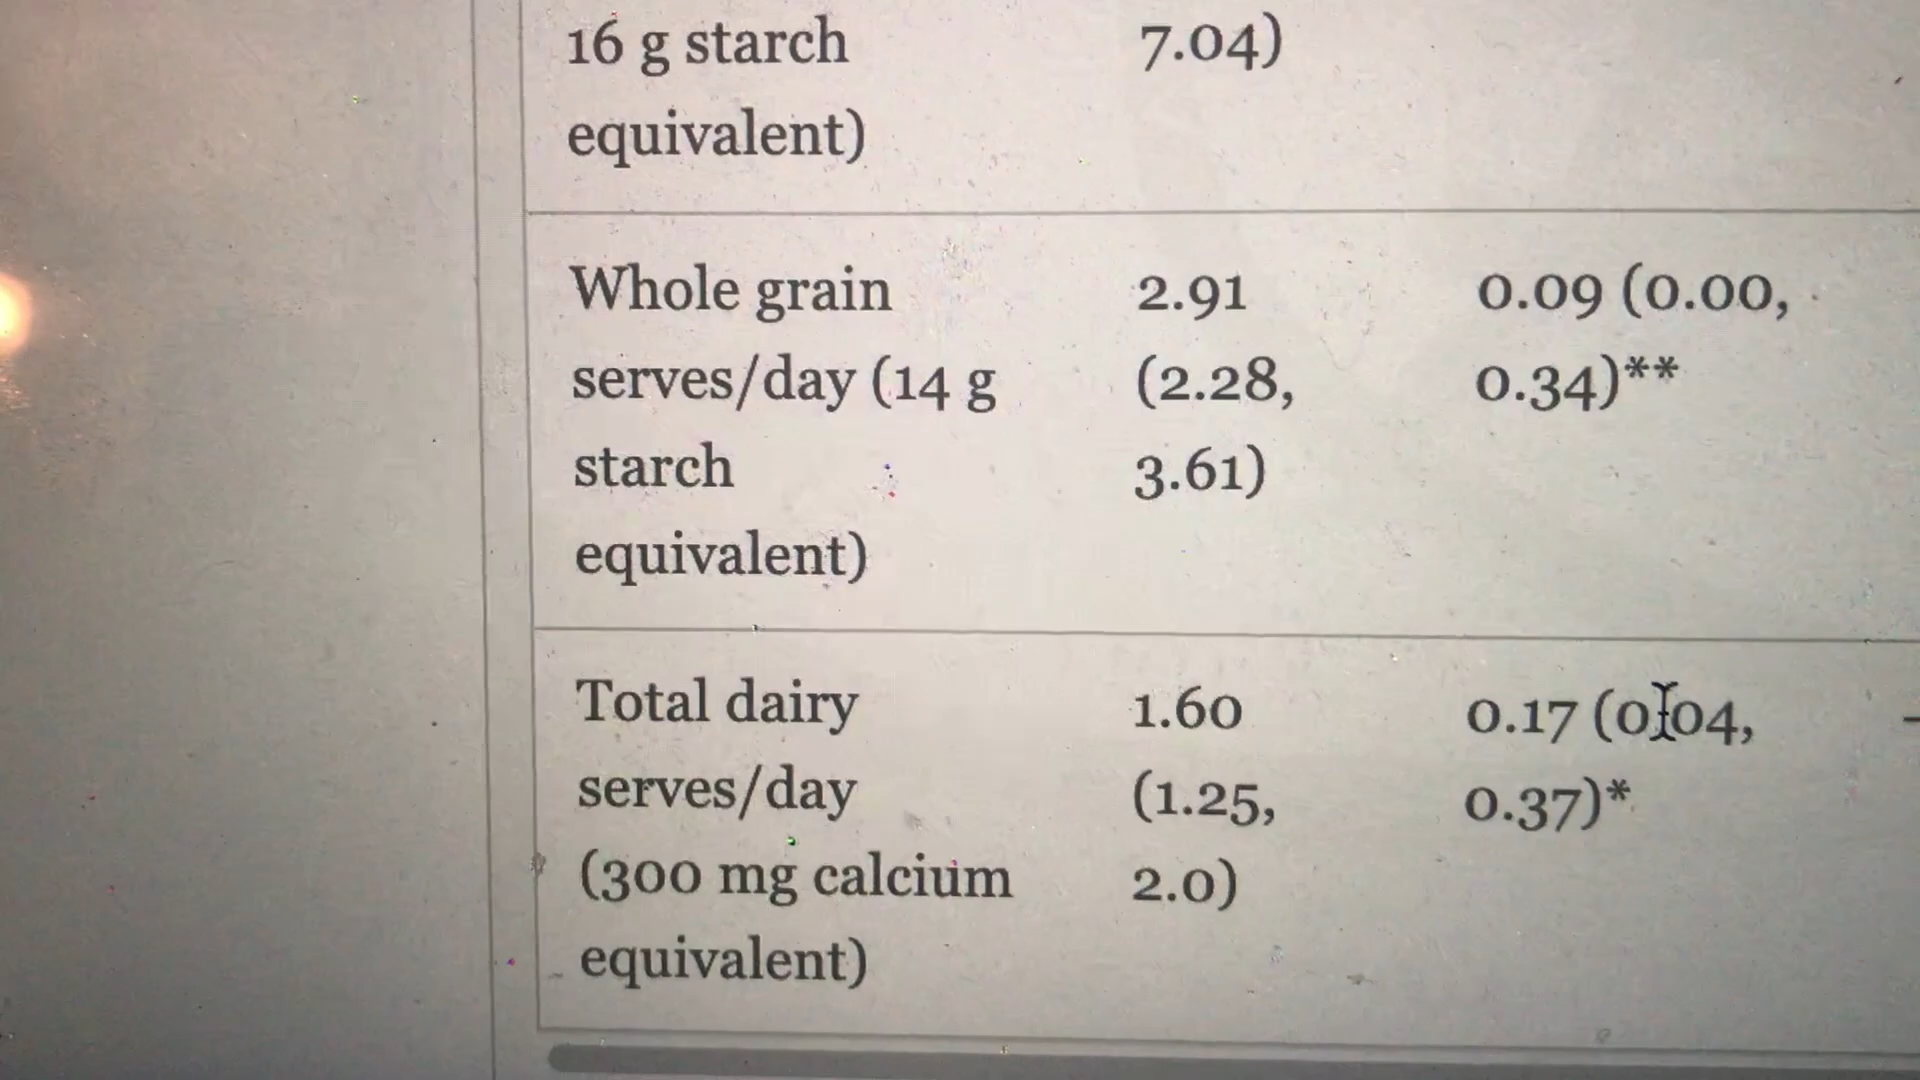 16 g starch 7.04)
equivalent)
Whole grain 2.91 0.09 (0.00,
serves/day (14 g (2.28, 0.34)**
starch 3.61)
equivalent)
Total dairy 1.60 0.17 (0.04,
serves/day (1.25, 0.37)*
(300 mg calcium 2.0)
equivalent)